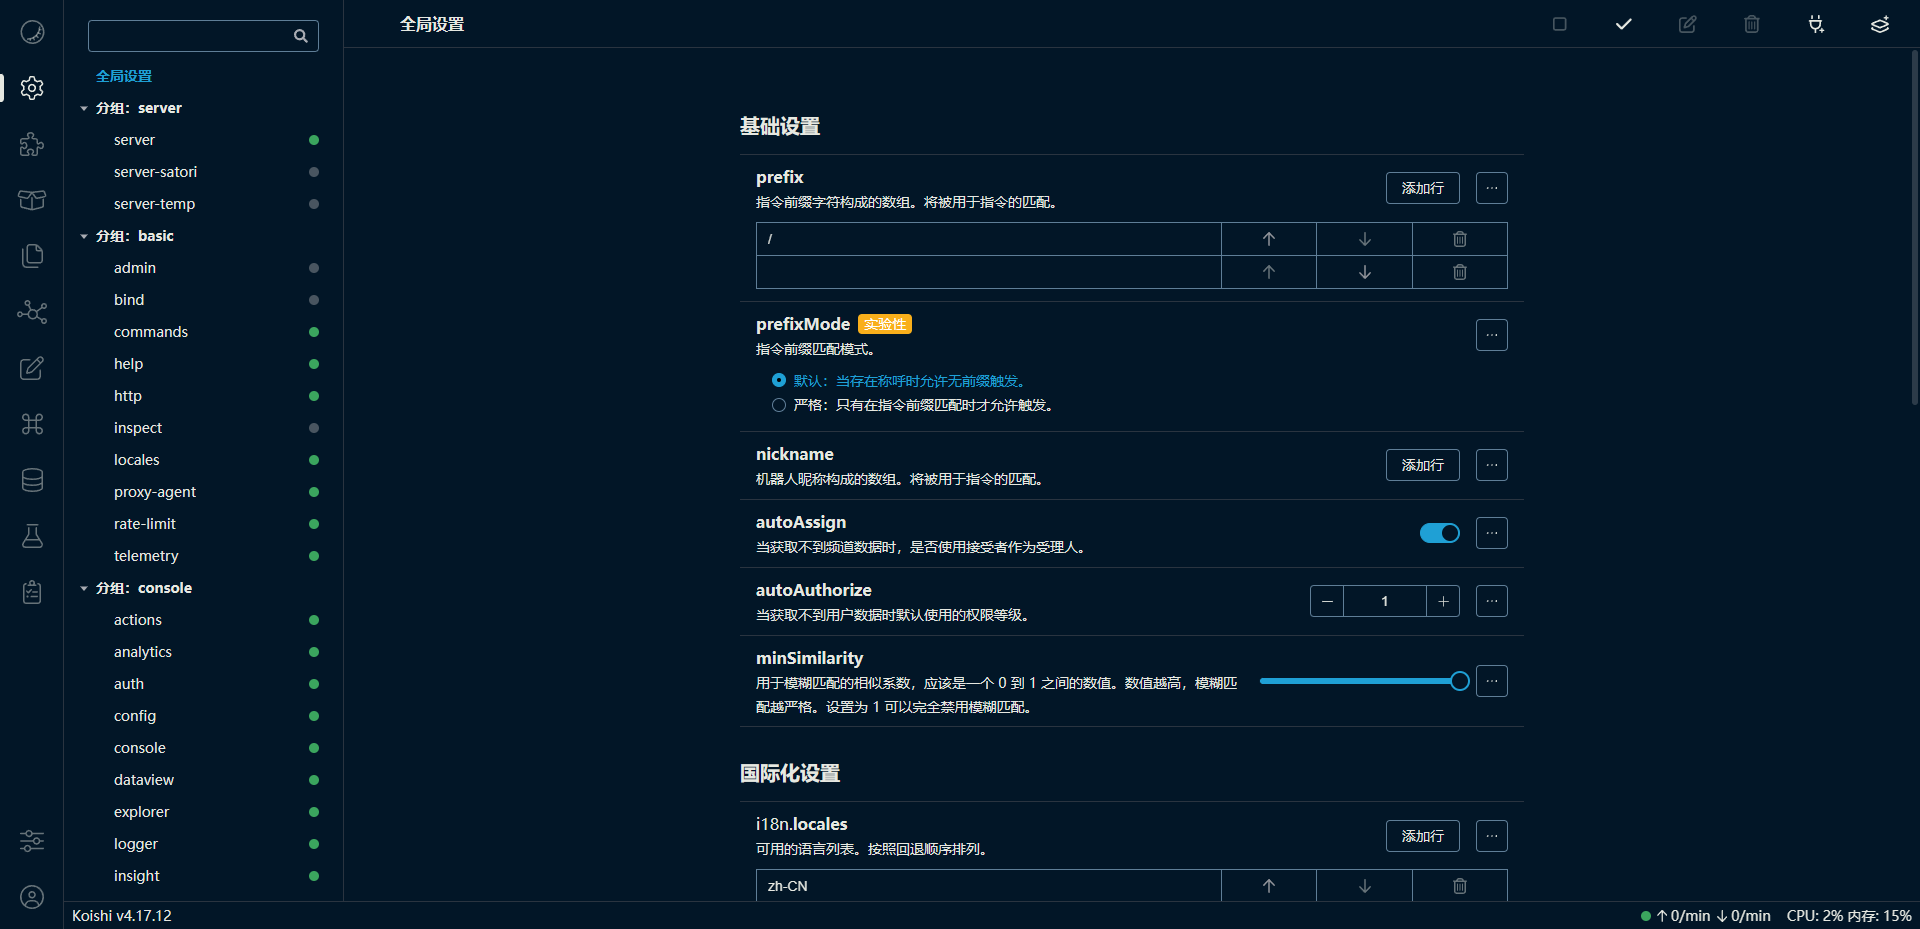 全局设置
分组：server
server
server-satori
server-temp
分组：basic
admin
bind
commands
help
http
inspect
locales
proxy-agent
rate-limit
telemetry
分组：console
actions
analytics
auth
config
console
dataview
explorer
logger
insight
全局设置
基础设置
prefix
指令前缀字符构成的数组。将被用于指令的匹配。
添加行
/
prefixMode 实验性
指令前缀匹配模式。
默认：当存在称呼时允许无前缀触发。
严格：只有在指令前缀匹配时才允许触发。
nickname
机器人昵称构成的数组。将被用于指令的匹配。
添加行
autoAssign
当获取不到频道数据时，是否使用接受者作为受理人。
autoAuthorize
当获取不到用户数据时默认使用的权限等级。
1
minSimilarity
用于模糊匹配的相似系数，应该是一个 0 到 1 之间的数值。数值越高，模糊匹
配越严格。设置为 1 可以完全禁用模糊匹配。
国际化设置
i18n.locales
可用的语言列表。按照回退顺序排列。
添加行
zh-CN
Koishi v4.17.12
↑ 0/min ↓ 0/min CPU: 2% 内存: 15%